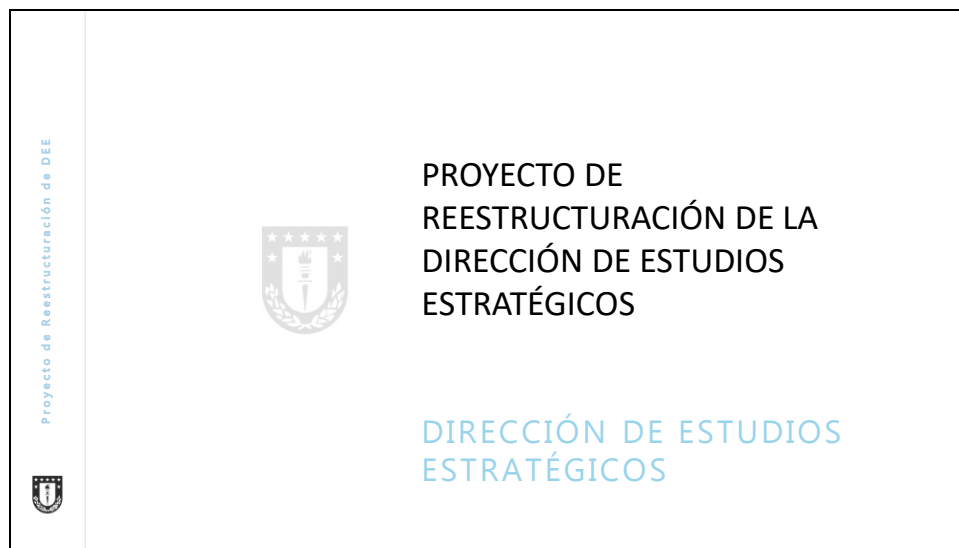 Proyecto de Reestructuración de DEE
PROYECTO DE
REESTRUCTURACIÓN DE LA
DIRECCIÓN DE ESTUDIOS
ESTRATÉGICOS
DIRECCIÓN DE ESTUDIOS
ESTRATÉGICOS